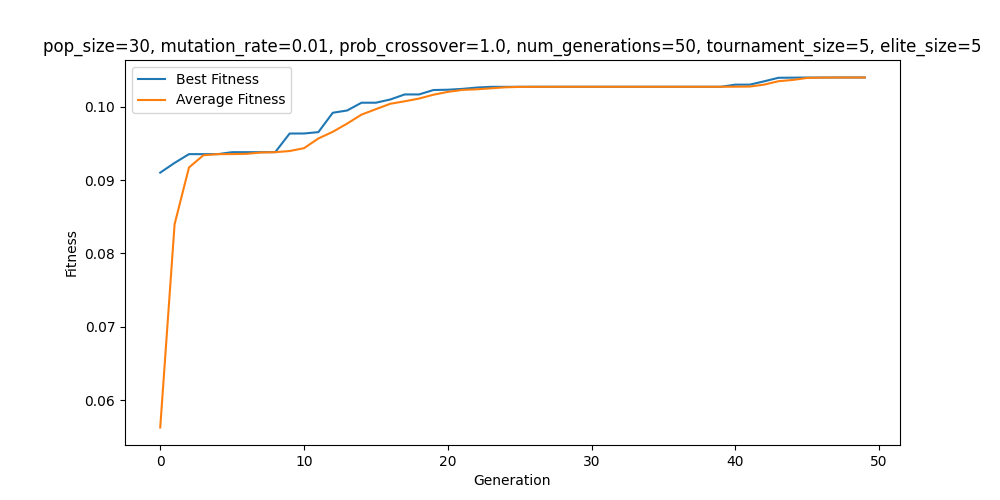 pop_size=30, mutation_rate=0.01, prob_crossover=1.0, num_generations=50, tournament_size=5, elite_size=5
Best Fitness
Average Fitness
0.10
0.09
0.08
0.07
0.06
Fitness
0 10 20 30 40 50
Generation